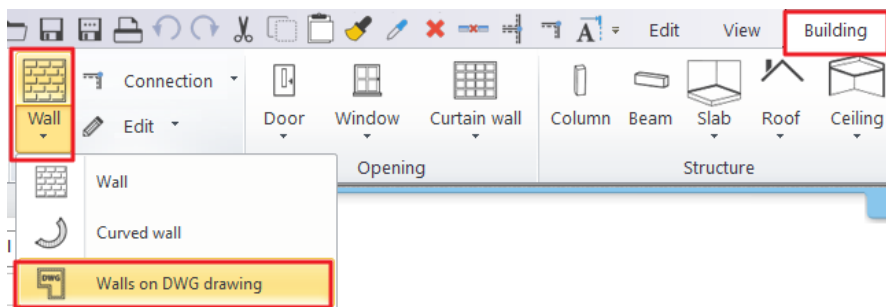 A Edit View Building
Connection
Wall Edit Door Window Curtain wall Column Beam Slab Roof Ceiling
Opening Structure
Wall
Curved wall
DWG Walls on DWG drawing